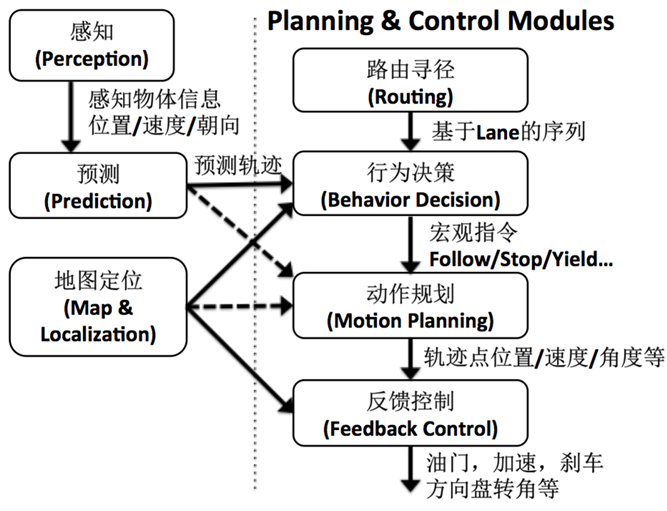 Planning & Control Modules
感知
(Perception)
感知物体信息
位置/速度/朝向
预测
(Prediction)
预测轨迹
地图定位
(Map &
Localization)
路由寻径
(Routing)
基于Lane的序列
行为决策
(Behavior Decision)
宏观指令
Follow/Stop/Yield...
动作规划
(Motion Planning)
轨迹点位置/速度/角度等
反馈控制
(Feedback Control)
油门，加速，刹车
方向盘转角等